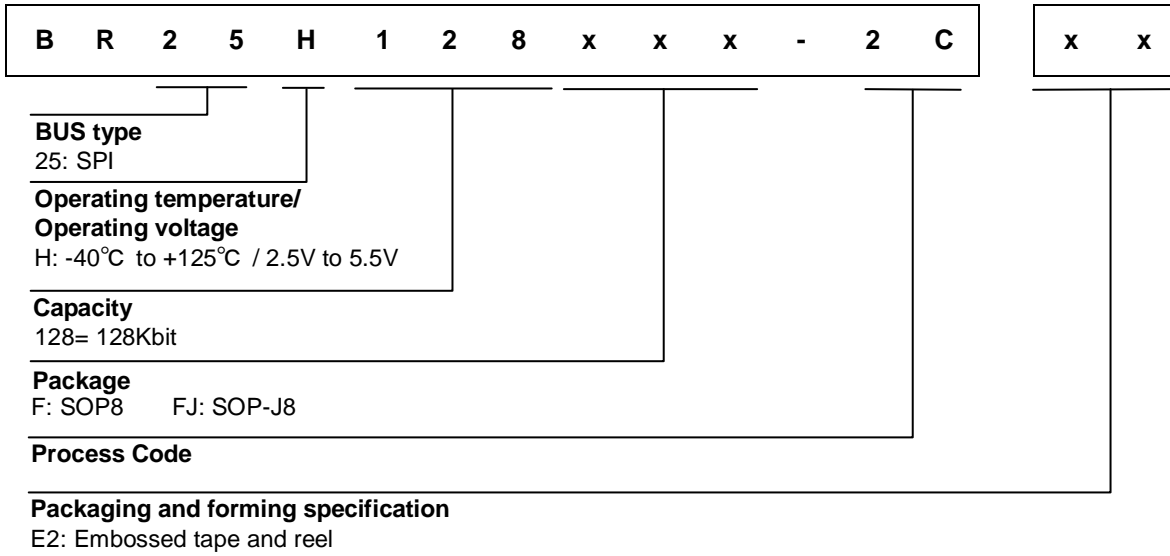 B R 2 5 H 1 2 8 x x x - 2 C x x
BUS type
25: SPI
Operating temperature/
Operating voltage
H: -40℃ to +125℃ / 2.5V to 5.5V
Capacity
128= 128Kbit
Package
F: SOP8 FJ: SOP-J8
Process Code
Packaging and forming specification
E2: Embossed tape and reel